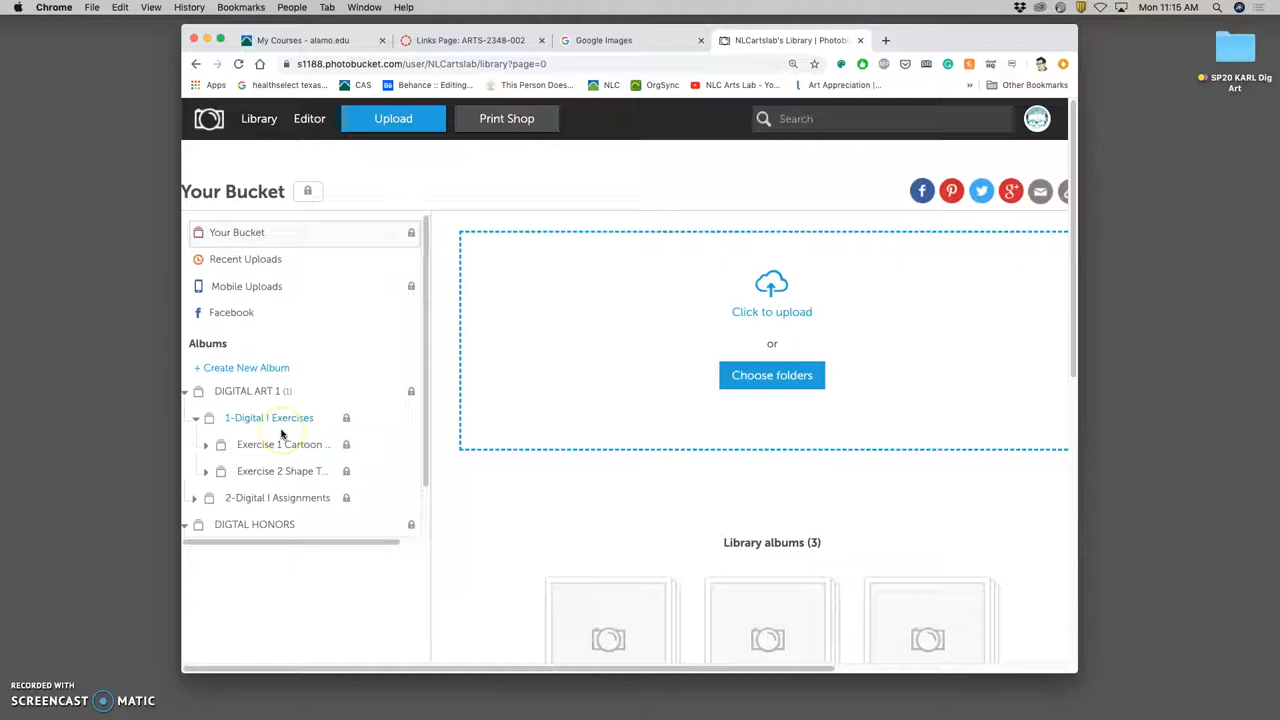 Chrome File Edit View History Bookmarks People Tab Window Help Mon 11:15 AM
My Courses - alamo.edu Links Page: ARTS-2348-002 Google Images NLCartslab's Library | Photobu
s1188.photobucket.com/user/NLCartslab/library?page=0
Apps healthselect texas... CAS Behance :: Editing... This Person Does... NLC OrgSync NLC Arts Lab - Yo... Art Appreciation |... » Other Bookmarks
SP20 KARL Dig
Art
Library Editor Upload Print Shop Search
Your Bucket
Your Bucket
Recent Uploads
Mobile Uploads
Facebook
Albums
+ Create New Album
DIGITAL ART 1 (1)
1-Digital I Exercises
Exercise 1 Cartoon ...
Exercise 2 Shape T...
2-Digital I Assignments
DIGTAL HONORS
Click to upload
or
Choose folders
Library albums (3)
RECORDED WITH
SCREENCAST MATIC